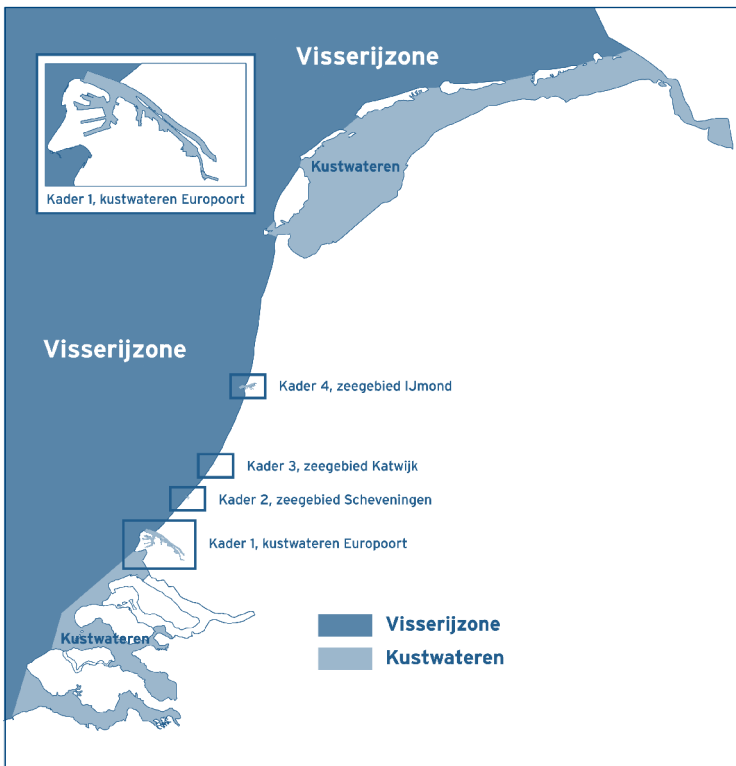 Visserijzone
Kader 1, kustwateren Europoort
Kustwateren
Visserijzone
Kader 4, zeegebied IJmond
Kader 3, zeegebied Katwijk
Kader 2, zeegebied Scheveningen
Kader 1, kustwateren Europoort
Kustwateren
Visserijzone
Kustwateren